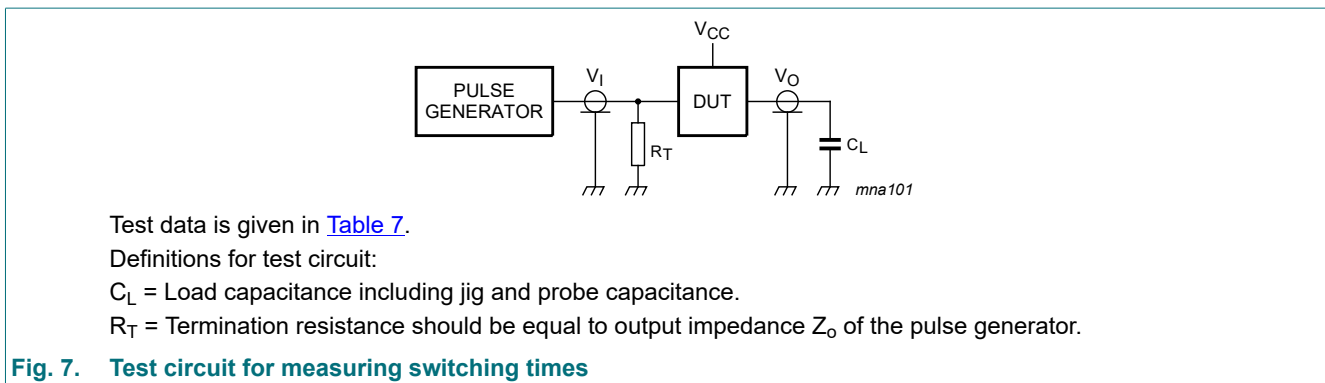 VCC
PULSE
GENERATOR
VI
DUT
VO
RT
CL
mna101
Test data is given in Table 7.
Definitions for test circuit:
CL = Load capacitance including jig and probe capacitance.
RT = Termination resistance should be equal to output impedance Zo of the pulse generator.
Fig. 7. Test circuit for measuring switching times